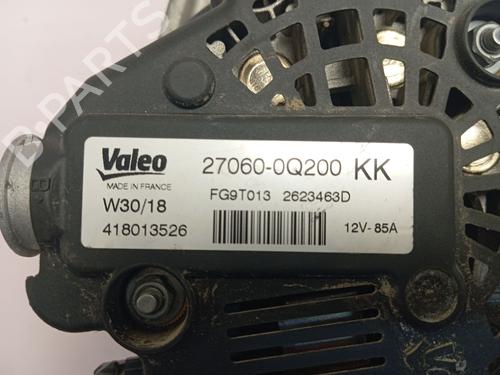 B-PARTS
Valeo
MADE IN FRANCE
27060-0Q200 KK
W30/18
FG9T013 2623463D
418013526
12V- 85A